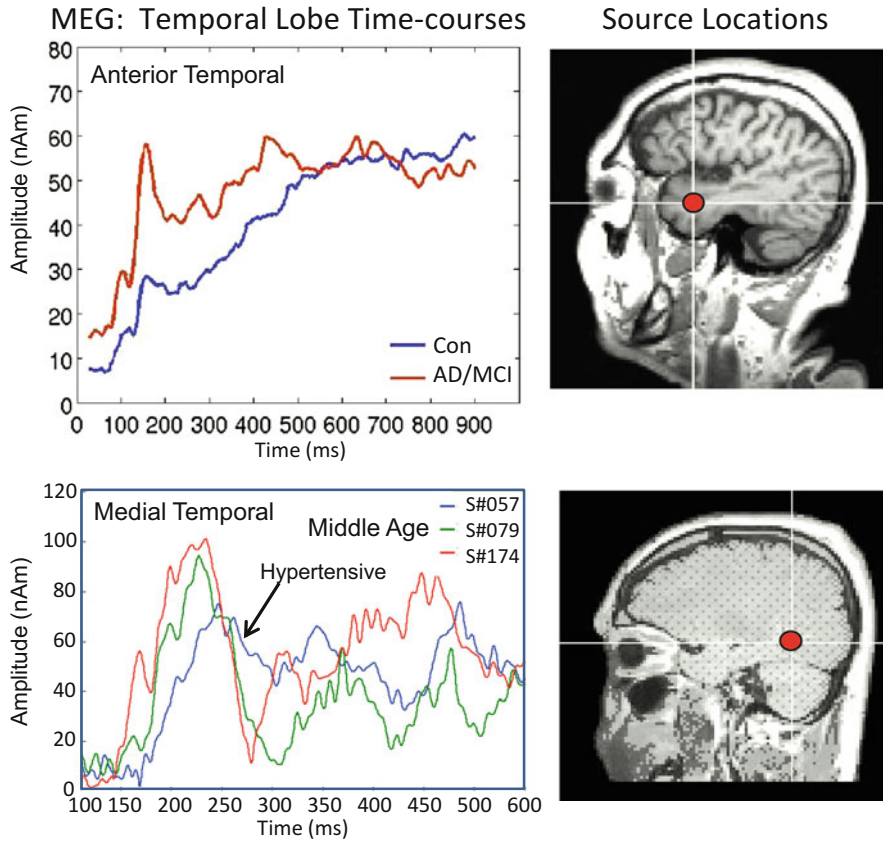 MEG: Temporal Lobe Time-courses
Source Locations
Anterior Temporal
Amplitude (nAm)
80
70
60
50
40
30
20
10
0
Con
AD/MCI
0 100 200 300 400 500 600 700 800 900
Time (ms)
Medial Temporal
Middle Age
S#057
S#079
S#174
Hypertensive
Amplitude (nAm)
120
100
80
60
40
20
0
100 150 200 250 300 350 400 450 500 600
Time (ms)